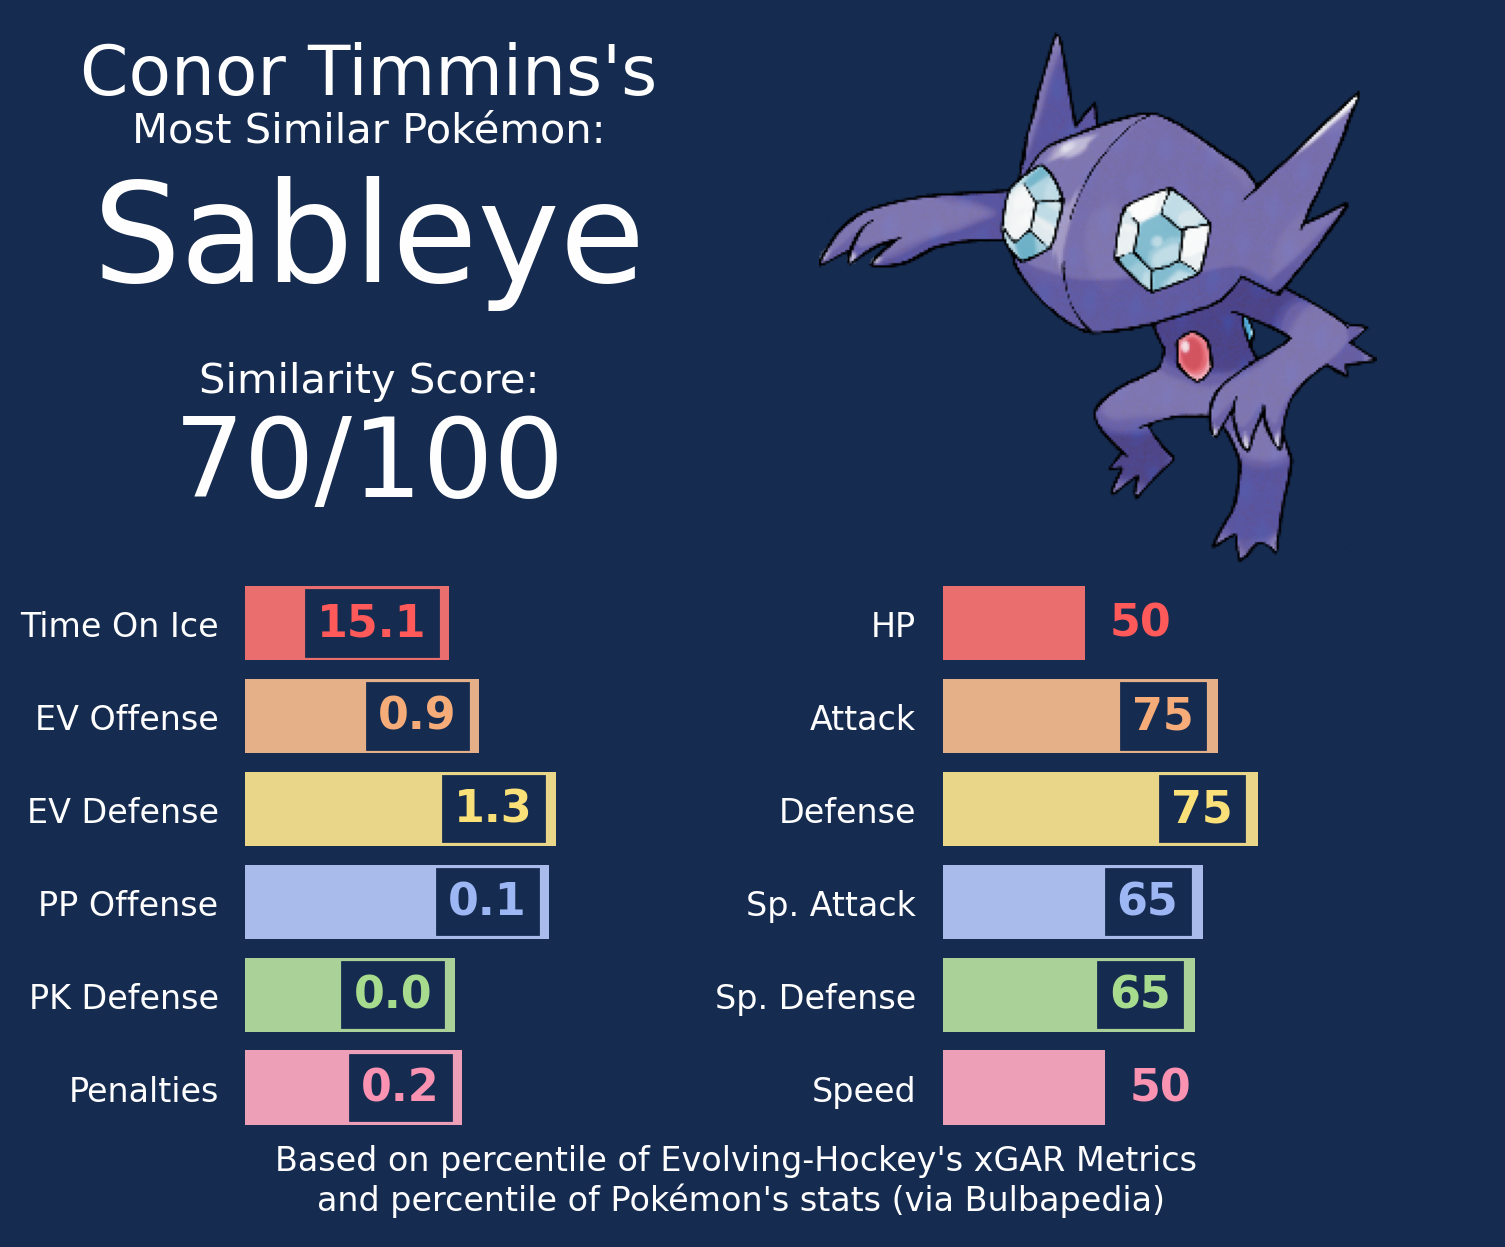 Conor Timmins's
Most Similar Pokémon:
Sableye
Similarity Score:
70/100
Time On Ice 15.1
EV Offense 0.9
EV Defense 1.3
PP Offense 0.1
PK Defense 0.0
Penalties 0.2
HP 50
Attack 75
Defense 75
Sp. Attack 65
Sp. Defense 65
Speed 50
Based on percentile of Evolving-Hockey's xGAR Metrics
and percentile of Pokémon's stats (via Bulbapedia)